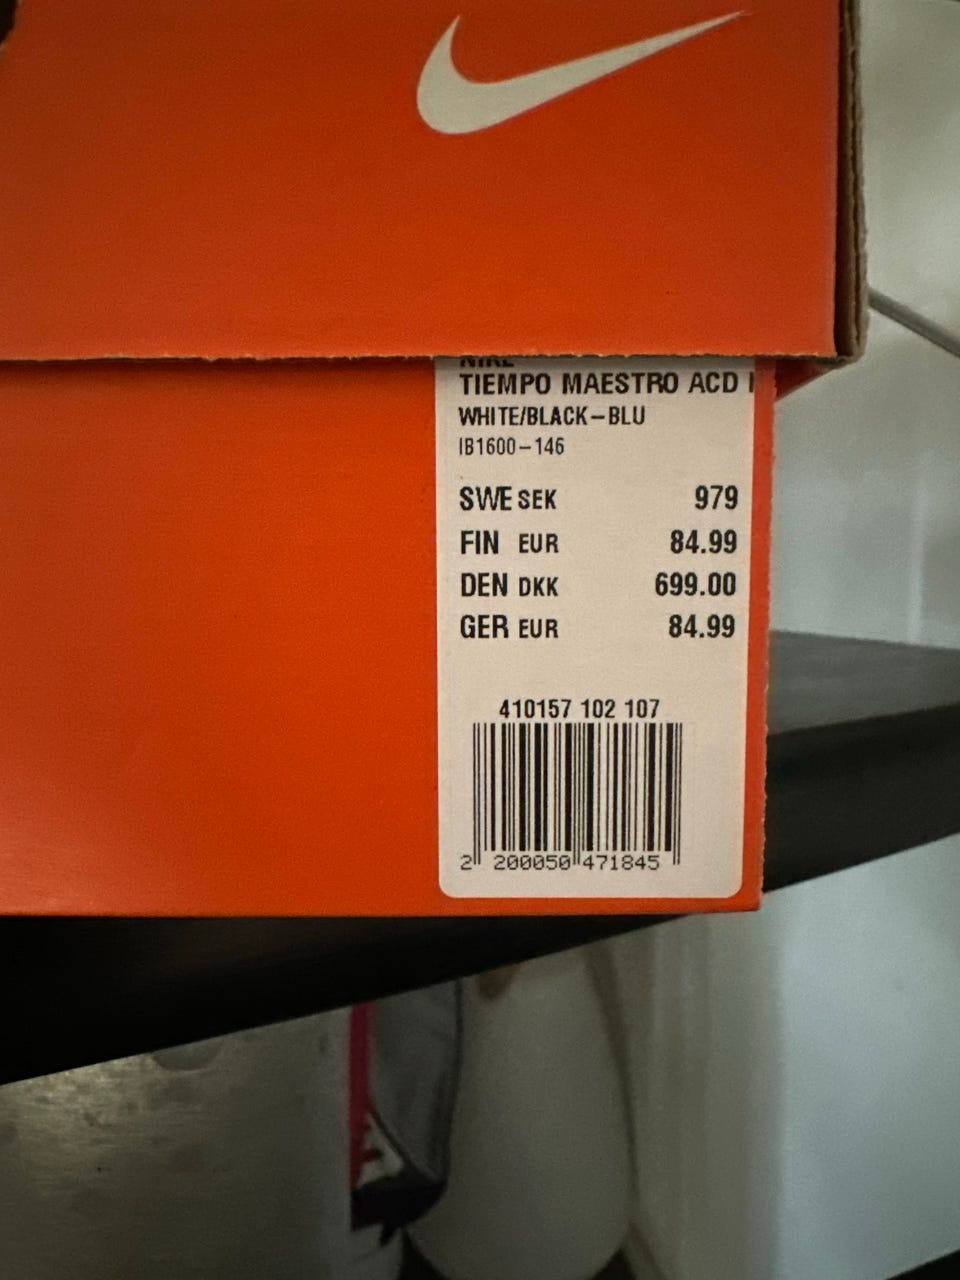 NIKE
TIEMPO MAESTRO ACD
WHITE/BLACK-BLU
IB1600-146
SWE SEK 979
FIN EUR 84.99
DEN DKK 699.00
GER EUR 84.99
410157 102 107
2 200050 471845